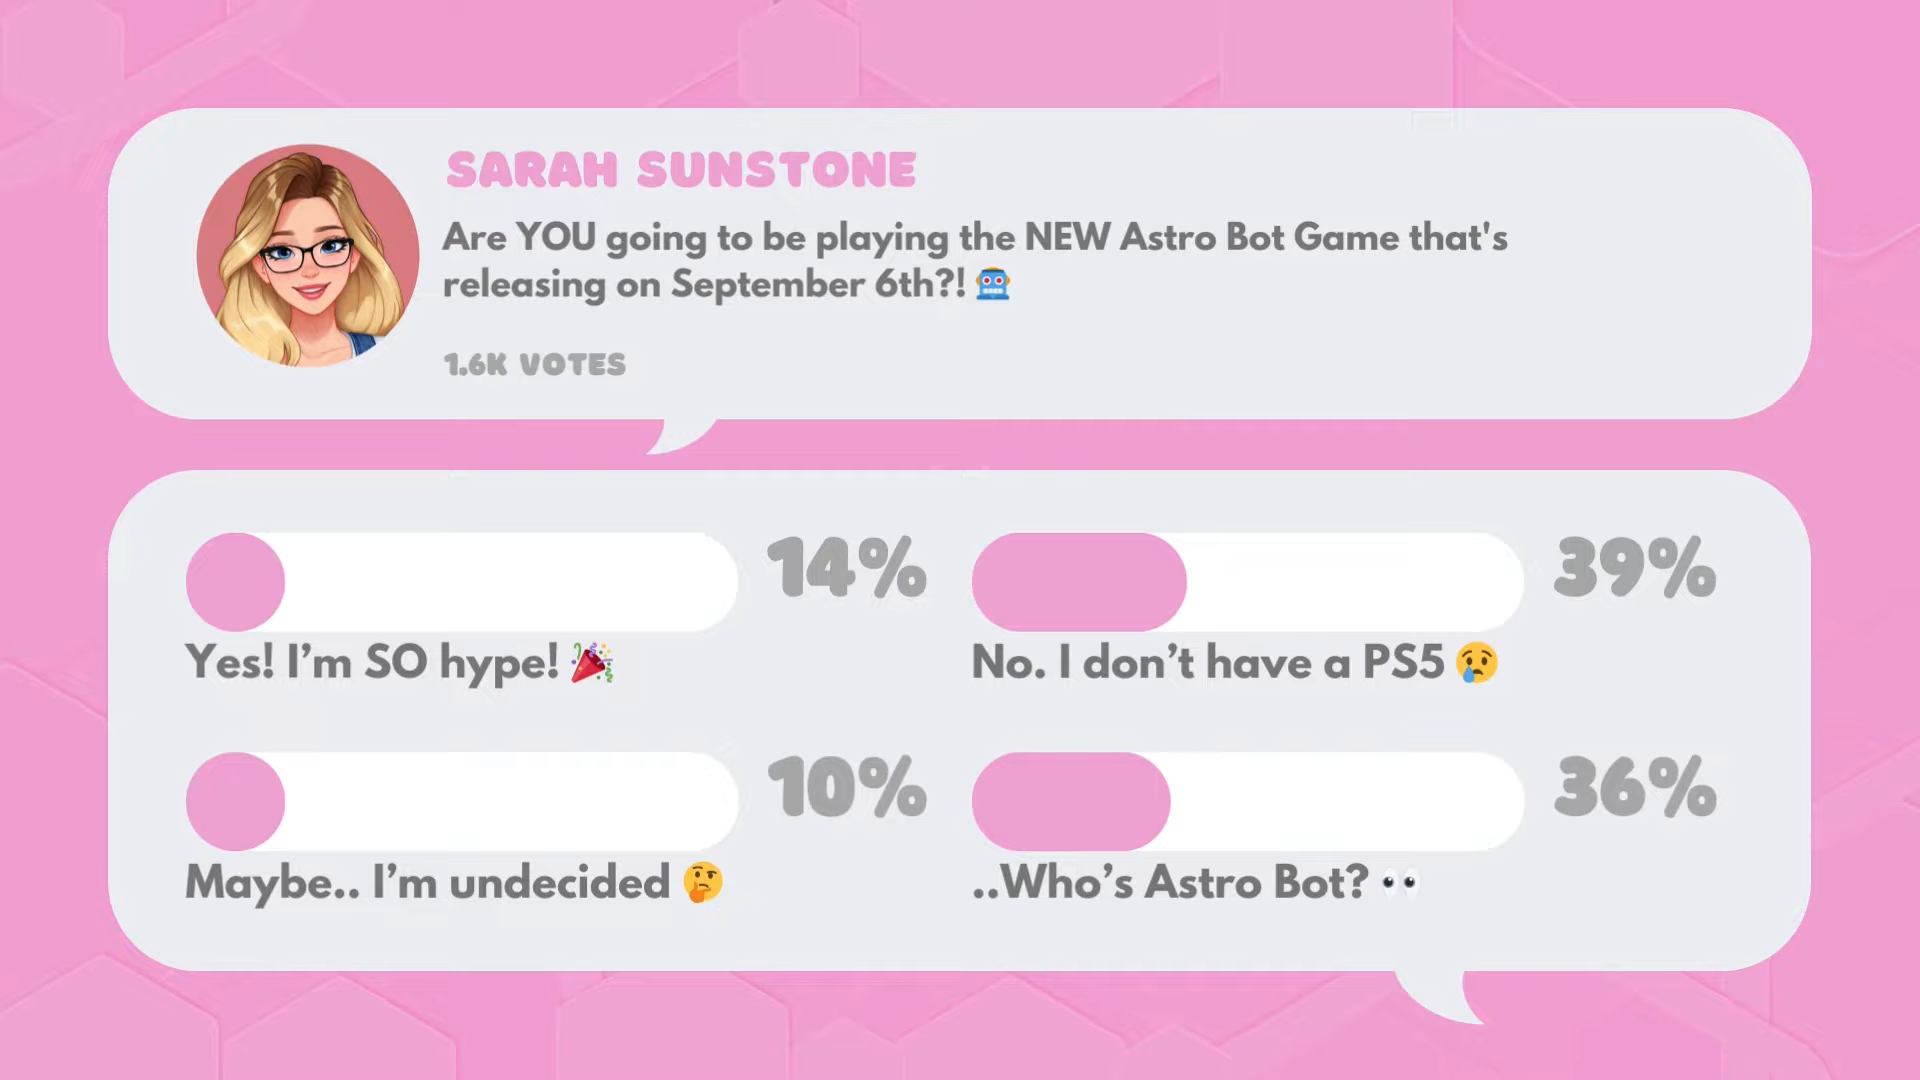 SARAH SUNSTONE
Are YOU going to be playing the NEW Astro Bot Game that's
releasing on September 6th?! 🤖
1.6K VOTES
14%
Yes! I’m SO hype! 🎉
39%
No. I don’t have a PS5 😢
10%
Maybe.. I’m undecided 🤔
36%
..Who’s Astro Bot? 👀